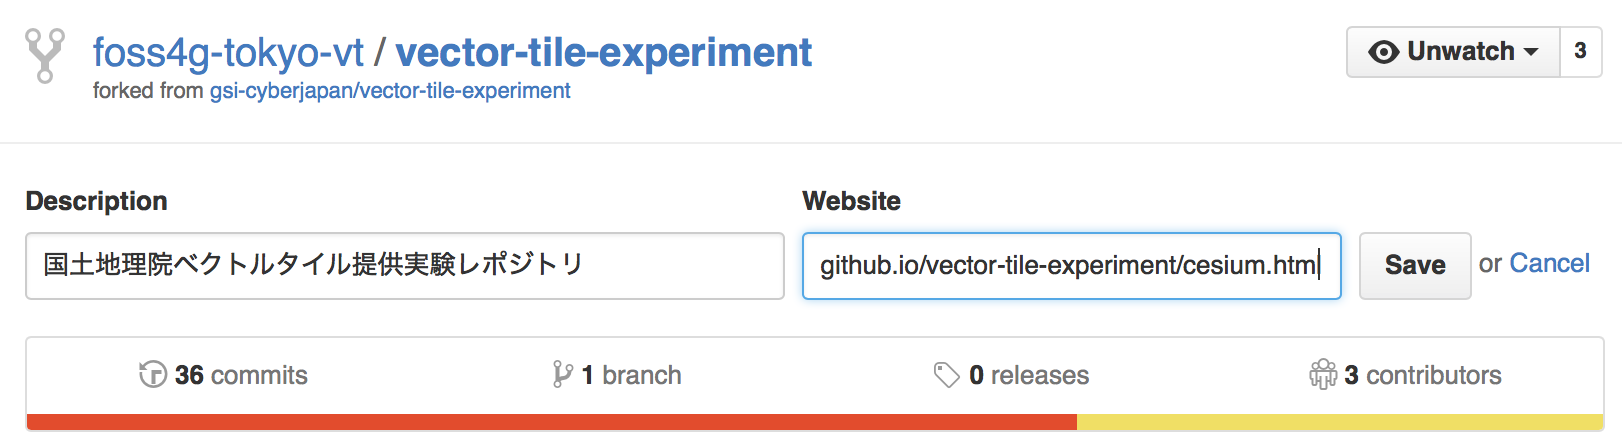 foss4g-tokyo-vt / vector-tile-experiment
forked from gsi-cyberjapan/vector-tile-experiment
Unwatch 3
Description
国土地理院ベクトルタイル提供実験レポジトリ
Website
github.io/vector-tile-experiment/cesium.html
Save or Cancel
36 commits 1 branch 0 releases 3 contributors